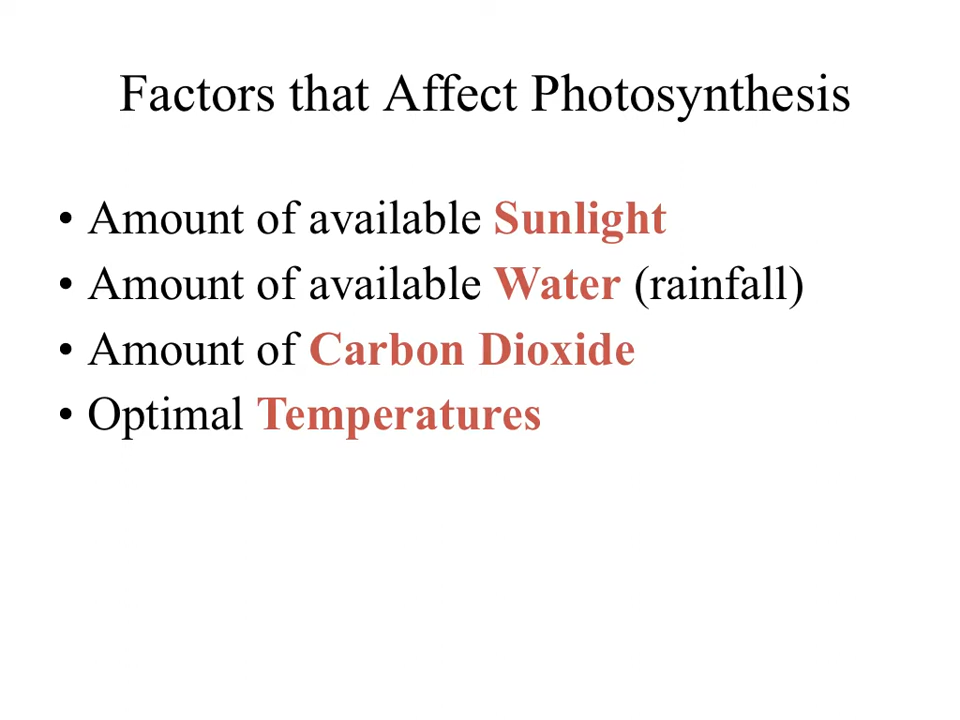 Factors that Affect Photosynthesis
• Amount of available Sunlight
• Amount of available Water (rainfall)
• Amount of Carbon Dioxide
• Optimal Temperatures